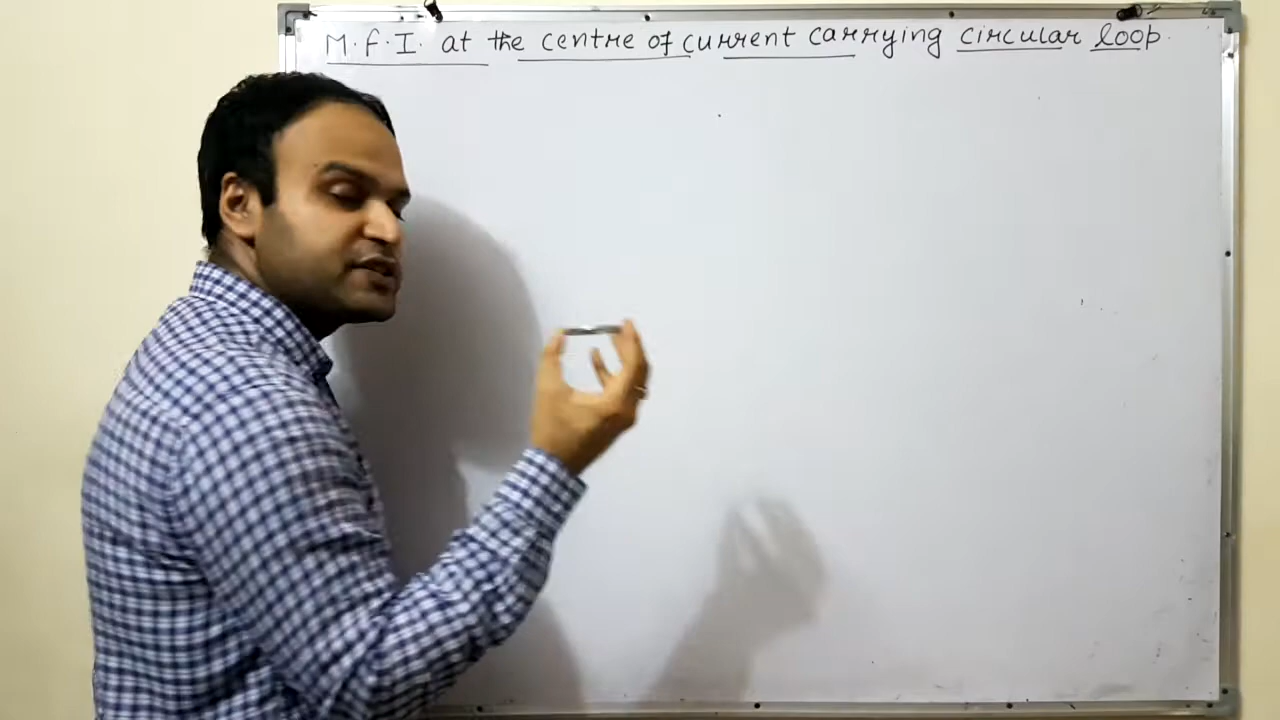 M.F.I. at the centre of current carrying circular loop.